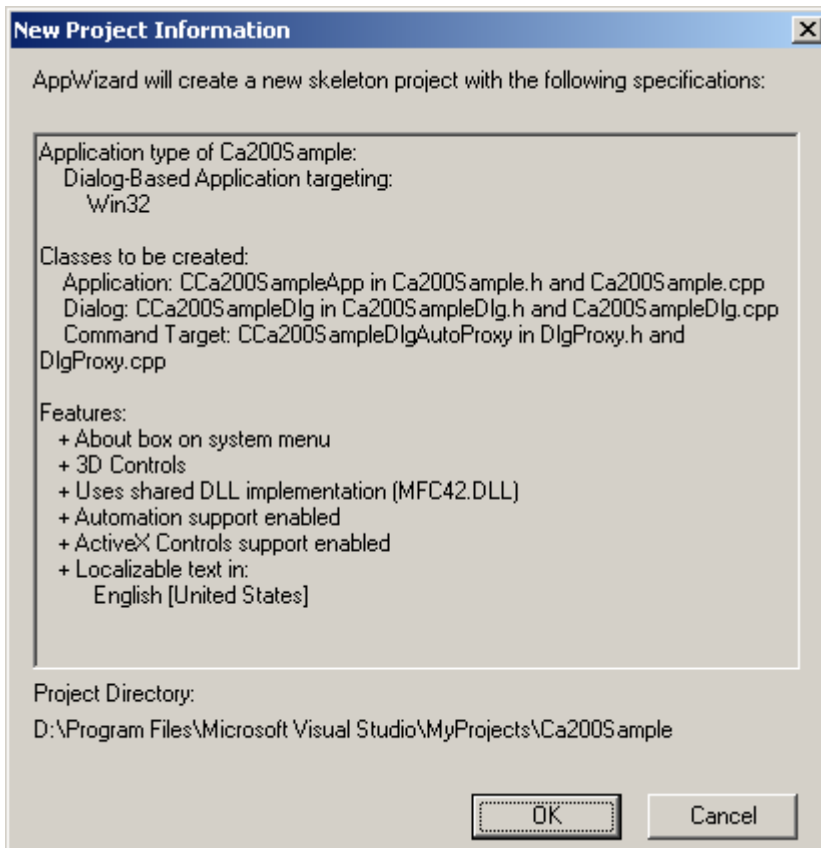 New Project Information
AppWizard will create a new skeleton project with the following specifications:
Application type of Ca200Sample:
Dialog-Based Application targeting:
Win32
Classes to be created:
Application: CCa200SampleApp in Ca200Sample.h and Ca200Sample.cpp
Dialog: CCa200SampleDlg in Ca200SampleDlg.h and Ca200SampleDlg.cpp
Command Target: CCa200SampleDlgAutoProxy in DlgProxy.h and
DlgProxy.cpp
Features:
+ About box on system menu
+ 3D Controls
+ Uses shared DLL implementation (MFC42.DLL)
+ Automation support enabled
+ ActiveX Controls support enabled
+ Localizable text in:
English [United States]
Project Directory:
D:\Program Files\Microsoft Visual Studio\MyProjects\Ca200Sample
OK Cancel